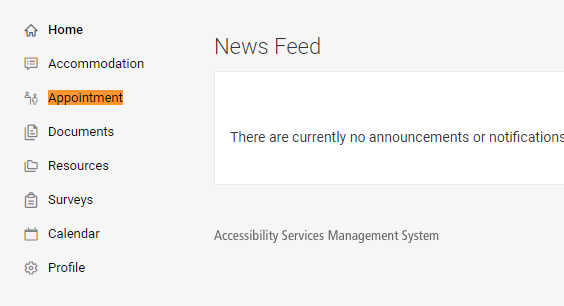 Home
Accommodation
Appointment
Documents
Resources
Surveys
Calendar
Profile
News Feed
There are currently no announcements or notifications
Accessibility Services Management System